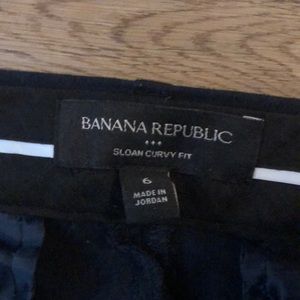 BANANA REPUBLIC
SLOAN CURVY FIT
6
MADE IN
JORDAN